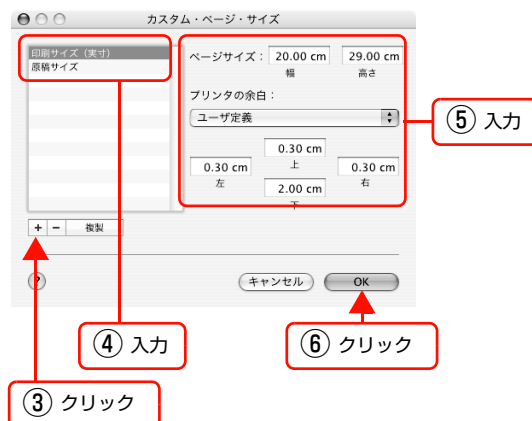 カスタム・ページ・サイズ
印刷サイズ（実寸）
原稿サイズ
ページサイズ： 20.00 cm 29.00 cm
幅 高さ
プリンタの余白：
ユーザ定義
0.30 cm
上
0.30 cm 0.30 cm
左 右
2.00 cm
下
⑤ 入力
+ − 複製
? キャンセル OK
④ 入力
⑥ クリック
③ クリック